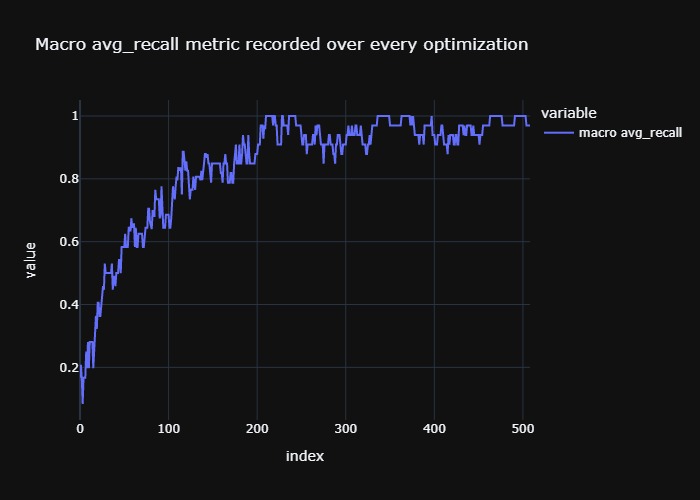 Macro avg_recall metric recorded over every optimization
variable
macro avg_recall
value
1
0.8
0.6
0.4
0.2
0 100 200 300 400 500
index